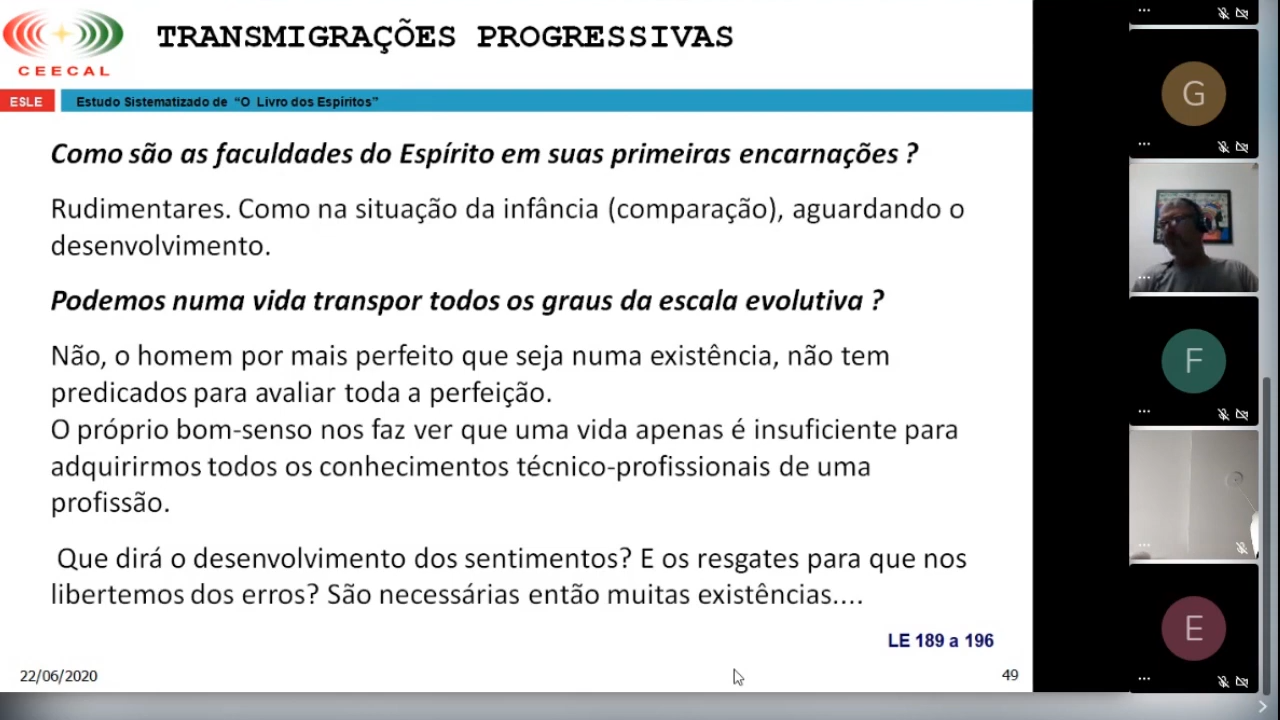 TRANSMIGRAÇÕES PROGRESSIVAS
CEECAL
ESLE
Estudo Sistematizado de “O Livro dos Espíritos”
Como são as faculdades do Espírito em suas primeiras encarnações ?
Rudimentares. Como na situação da infância (comparação), aguardando o
desenvolvimento.
Podemos numa vida transpor todos os graus da escala evolutiva ?
Não, o homem por mais perfeito que seja numa existência, não tem
predicados para avaliar toda a perfeição.
O próprio bom-senso nos faz ver que uma vida apenas é insuficiente para
adquirirmos todos os conhecimentos técnico-profissionais de uma
profissão.
Que dirá o desenvolvimento dos sentimentos? E os resgates para que nos
libertemos dos erros? São necessárias então muitas existências....
LE 189 a 196
22/06/2020
49
G
F
E